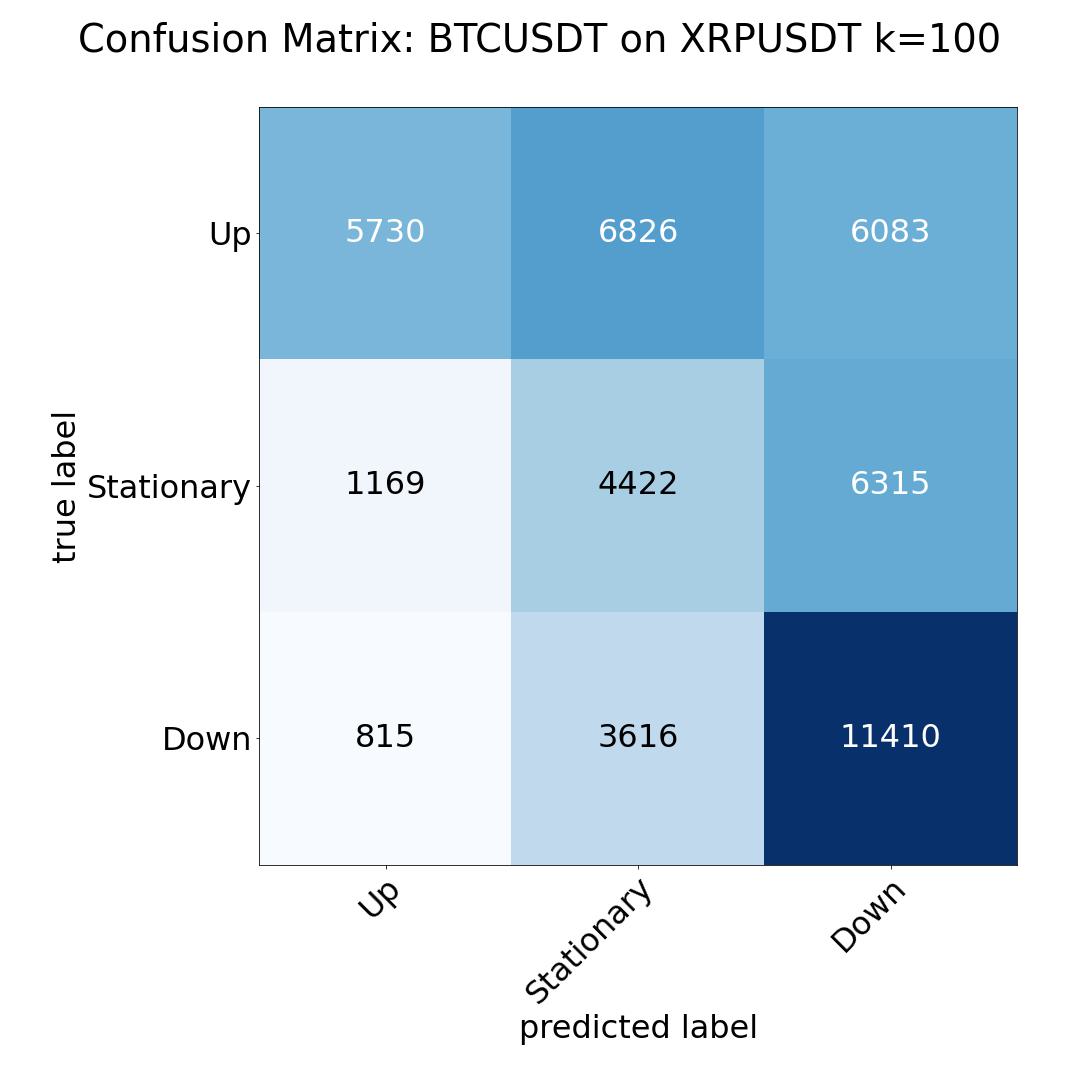 Confusion Matrix: BTCUSDT on XRPUSDT k=100
true label
Up
5730 6826 6083
Stationary
1169 4422 6315
Down
815 3616 11410
Up Stationary Down
predicted label